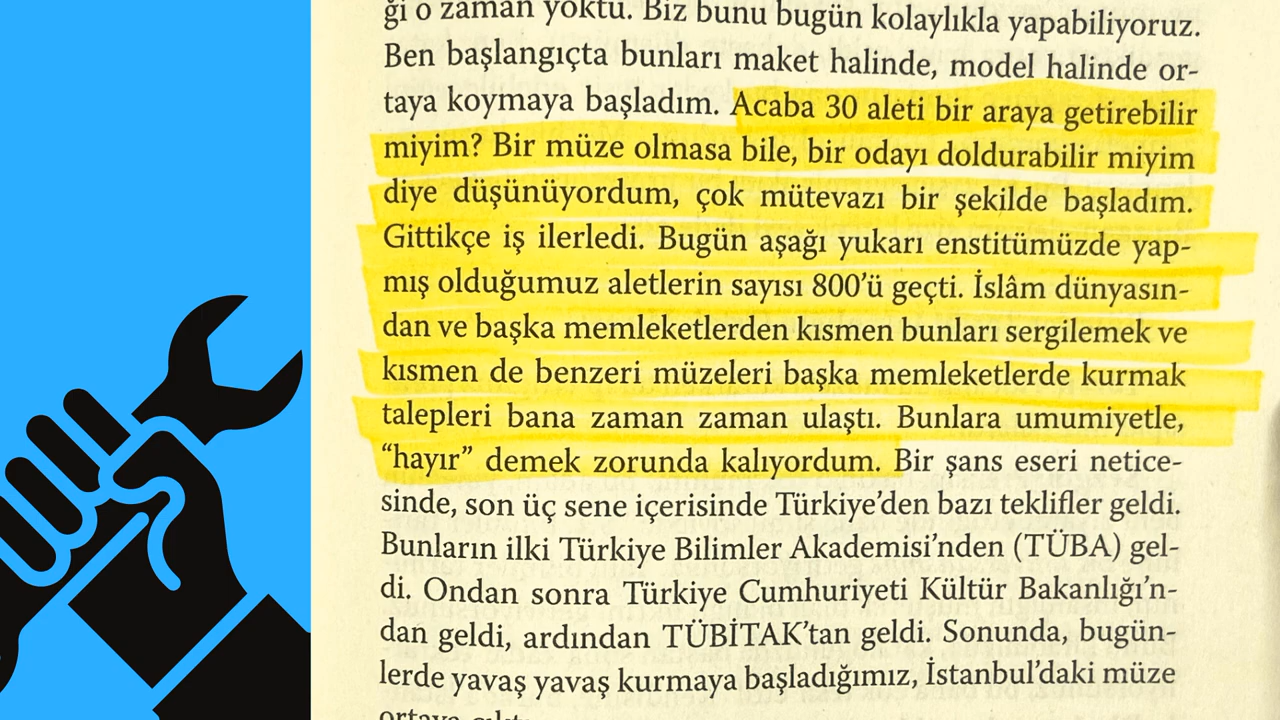 ği o zaman yoktu. Biz bunu bugün kolaylıkla yapabiliyoruz.
Ben başlangıçta bunları maket halinde, model halinde or-
taya koymaya başladım. Acaba 30 aleti bir araya getirebilir
miyim? Bir müze olmasa bile, bir odayı doldurabilir miyim
diye düşünüyordum, çok mütevazı bir şekilde başladım.
Gittikçe iş ilerledi. Bugün aşağı yukarı enstitümüzde yap-
mış olduğumuz aletlerin sayısı 800’ü geçti. İslâm dünyasın-
dan ve başka memleketlerden kısmen bunları sergilemek ve
kısmen de benzeri müzeleri başka memleketlerde kurmak
talepleri bana zaman zaman ulaştı. Bunlara umumiyetle,
“hayır” demek zorunda kalıyordum. Bir şans eseri netice-
sinde, son üç sene içerisinde Türkiye’den bazı teklifler geldi.
Bunların ilki Türkiye Bilimler Akademisi’nden (TÜBA) gel-
di. Ondan sonra Türkiye Cumhuriyeti Kültür Bakanlığı’n-
dan geldi, ardından TÜBİTAK’tan geldi. Sonunda, bugün-
lerde yavaş yavaş kurmaya başladığımız, İstanbul’daki müze